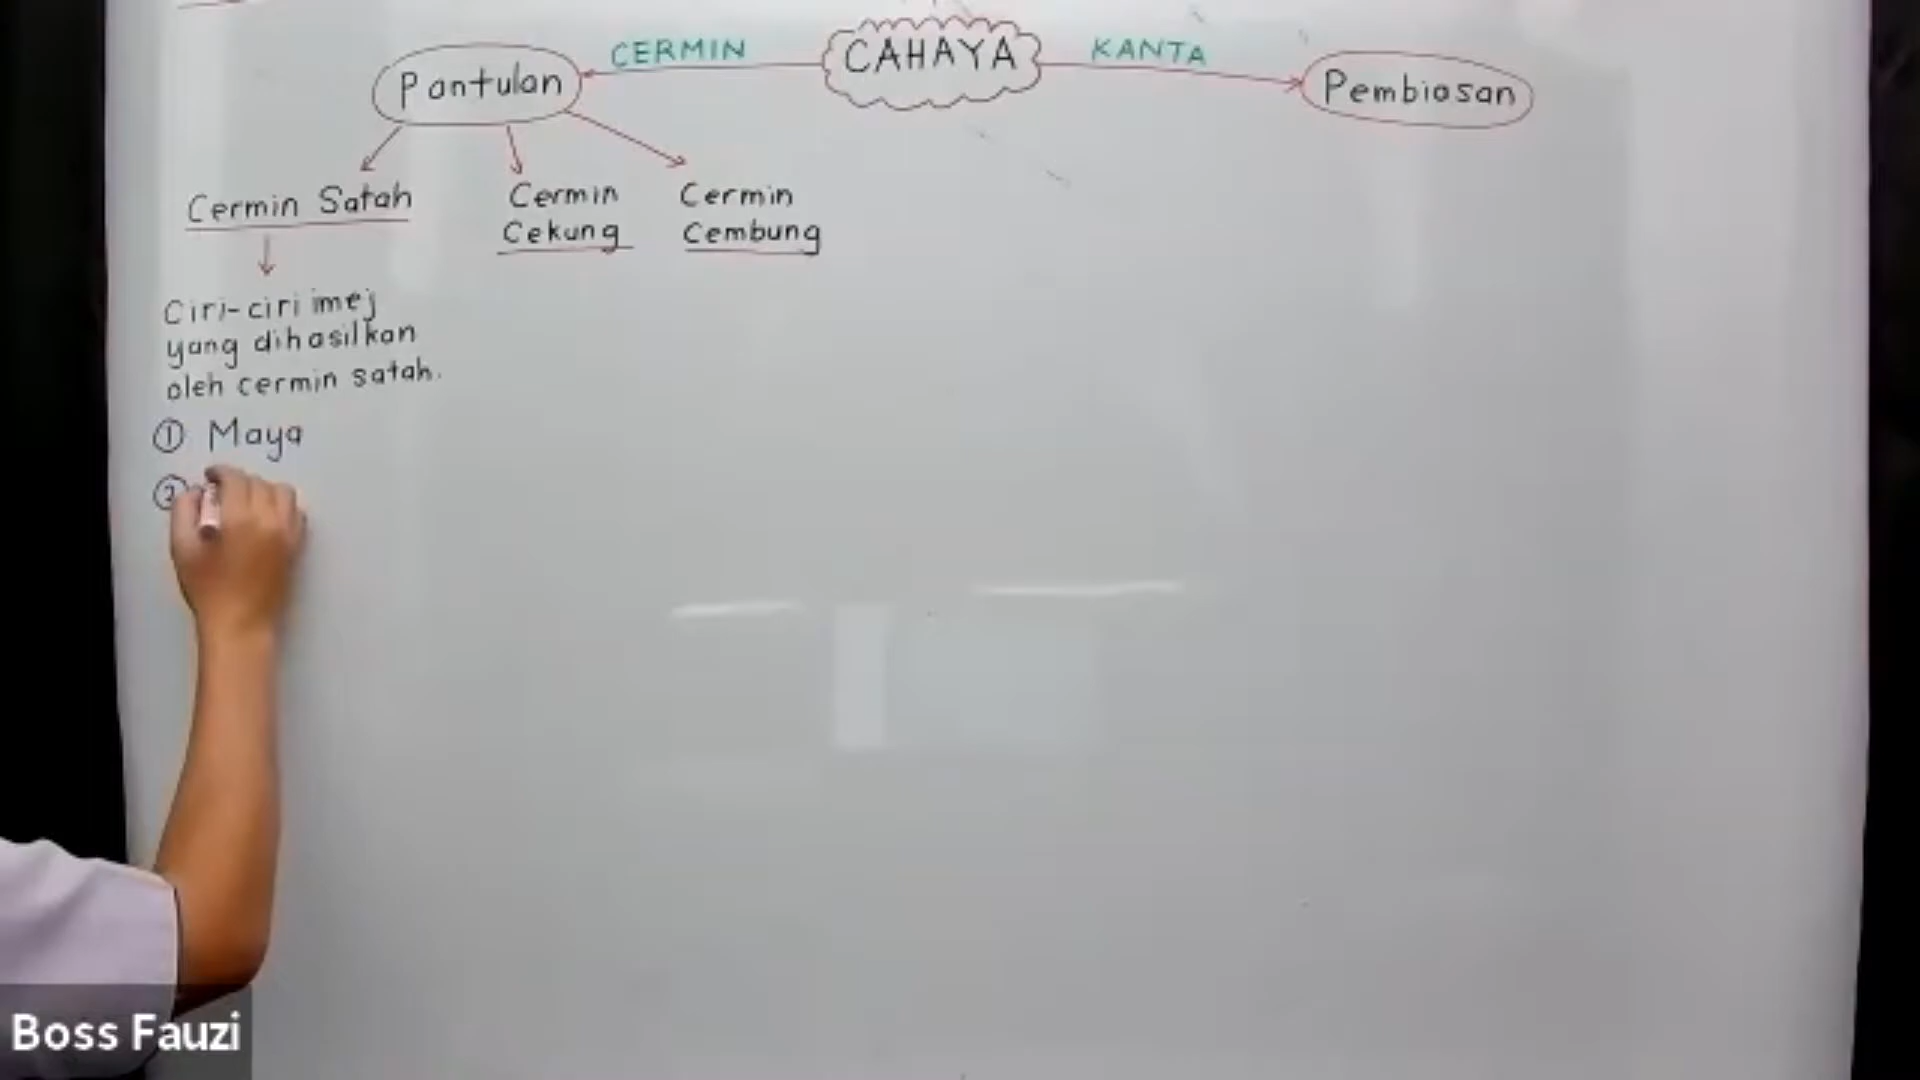 CERMIN
CAHAYA
KANTA
Pantulan
Pembiasan
Cermin Satah
Cermin
Cekung
Cermin
Cembung
Ciri-ciri imej
yang dihasilkan
oleh cermin satah.
① Maya
②
Boss Fauzi